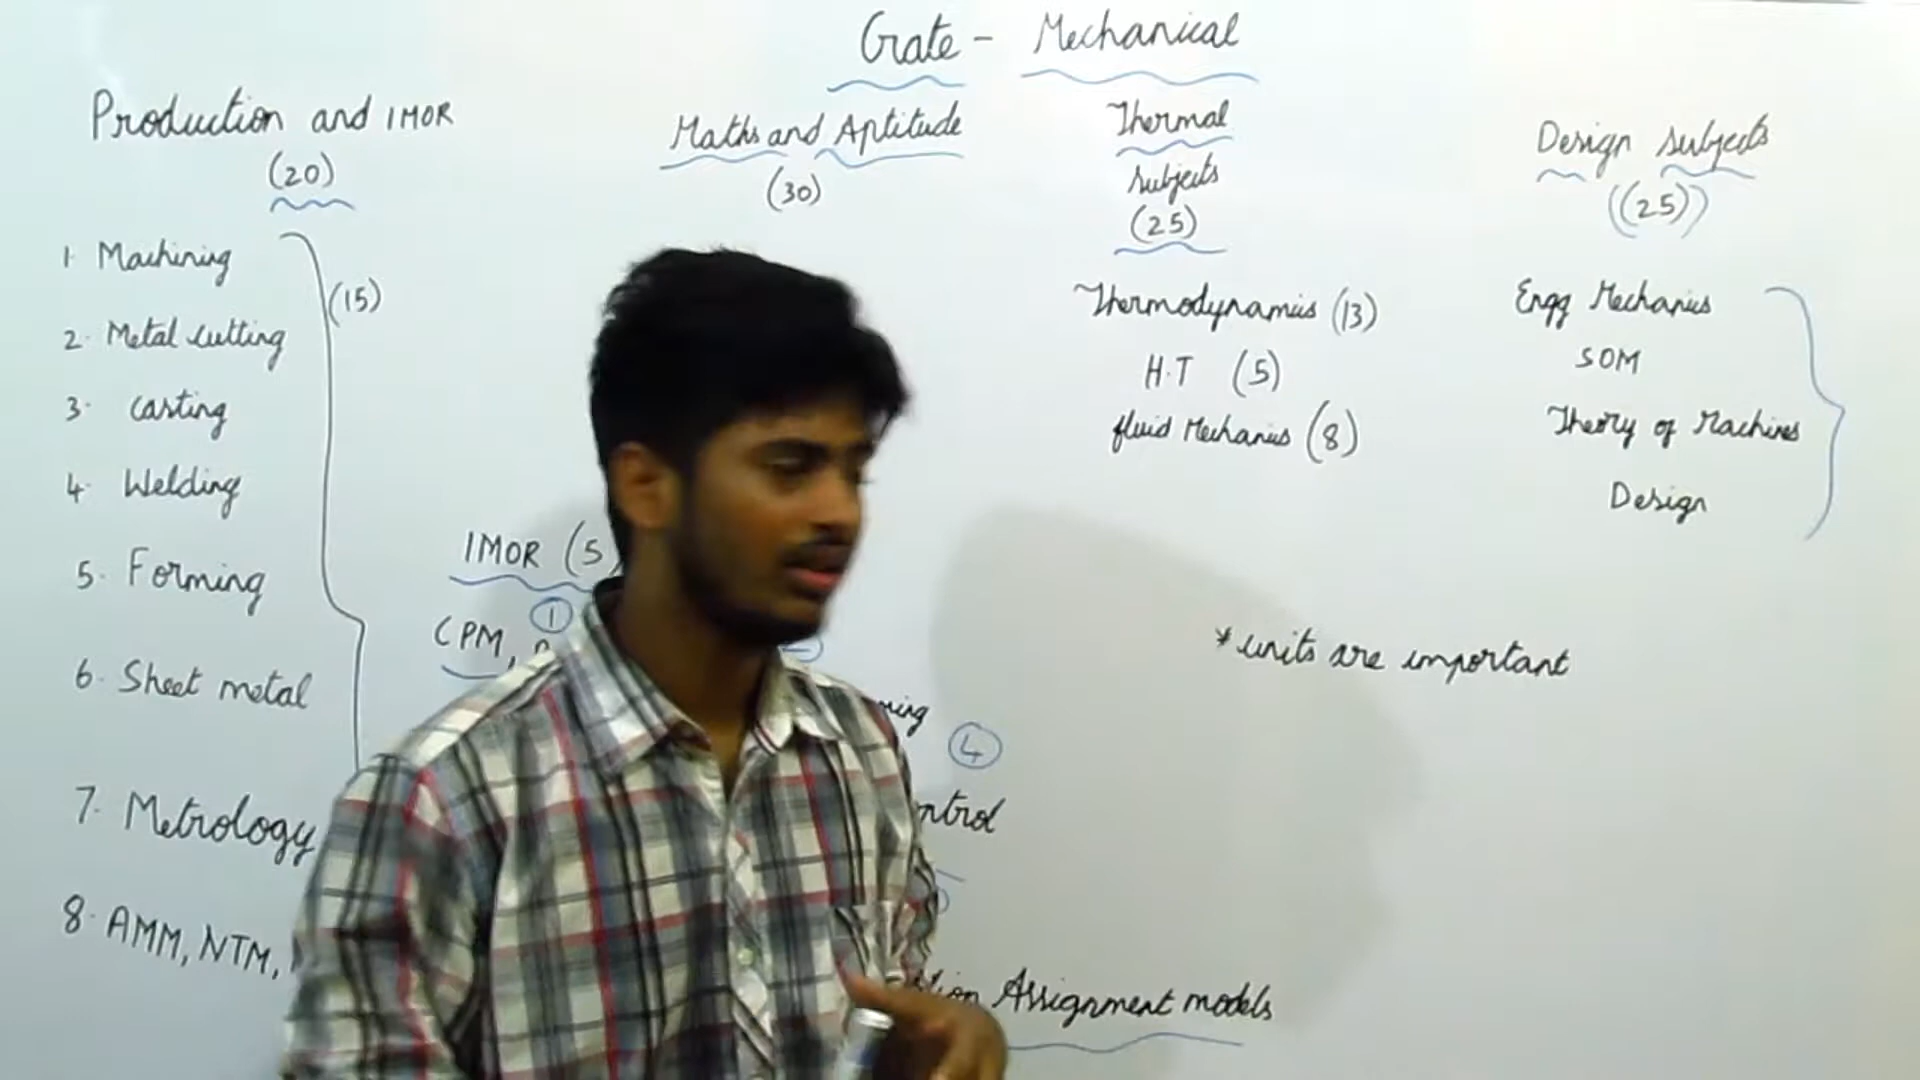 Gate - Mechanical
Production and IMOR
(20)
1. Machining
(15)
2. Metal cutting
3. casting
4. Welding
5. Forming
6. Sheet metal
7. Metrology
8. AMM, NTM,
IMOR (5
1
CPM,
4
Assignment models
Maths and Aptitude
(30)
Thermal
subjects
(25)
Thermodynamics (13)
H.T (5)
fluid Mechanics (8)
Design subjects
((25))
Engg Mechanics
SOM
Theory of Machines
Design
* units are important